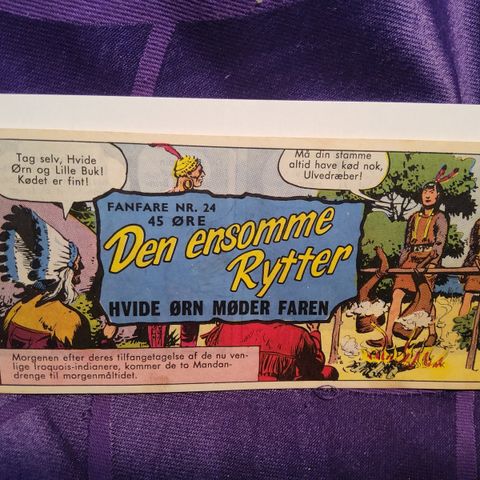 Tag selv, Hvide
Ørn og Lille Buk!
Kødet er fint!
Må din stamme
altid have kød nok,
Ulvedræber!
FANFARE NR. 24
45 ØRE
Den ensomme
Rytter
HVIDE ØRN MØDER FAREN
Morgenen efter deres tilfangetagelse af de nu ven-
lige Iroquois-indianere, kommer de to Mandan-
drenge til morgenmåltidet.